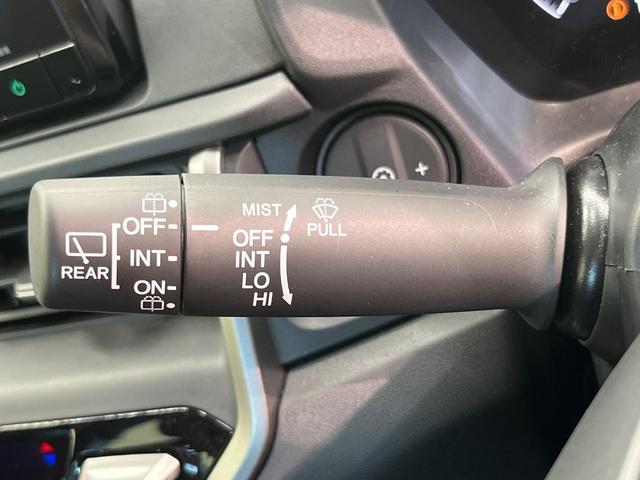 REAR
OFF
INT
ON
MIST
OFF
INT
LO
HI
PULL
+